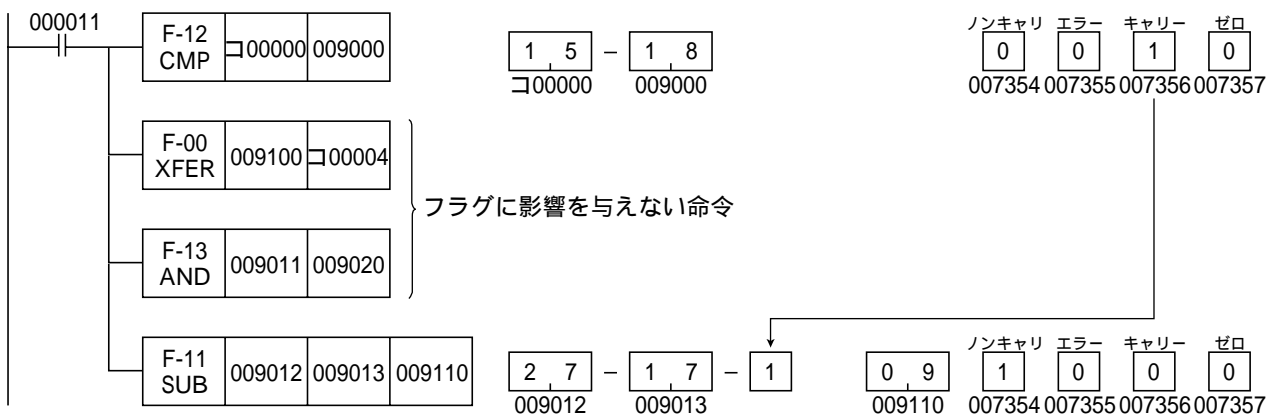 000011
F-12 CMP コ00000 009000
1 5 − 1 8
コ00000 009000
ノンキャリ エラー キャリー ゼロ
0 0 1 0
007354 007355 007356 007357
F-00 XFER 009100 コ00004
フラグに影響を与えない命令
F-13 AND 009011 009020
F-11 SUB 009012 009013 009110
2 7 − 1 7 − 1 0 9
009012 009013 009110
ノンキャリ エラー キャリー ゼロ
1 0 0 0
007354 007355 007356 007357